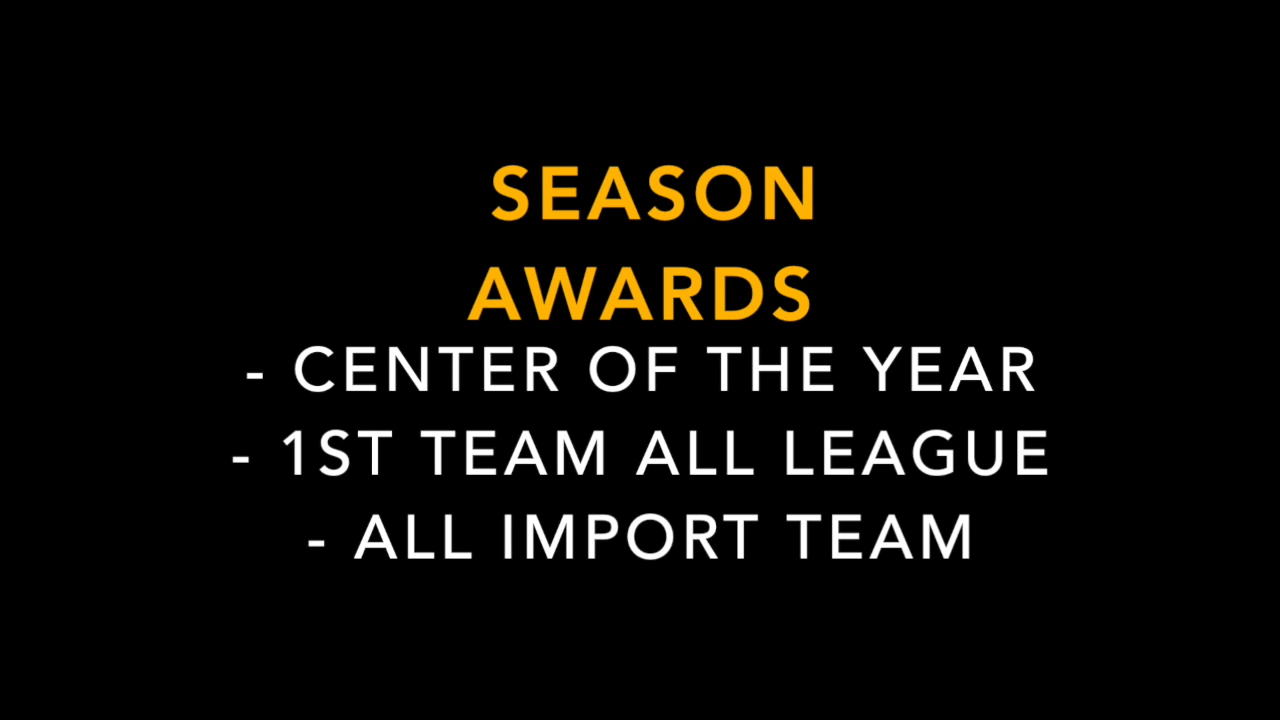 SEASON
AWARDS
- CENTER OF THE YEAR
- 1ST TEAM ALL LEAGUE
- ALL IMPORT TEAM